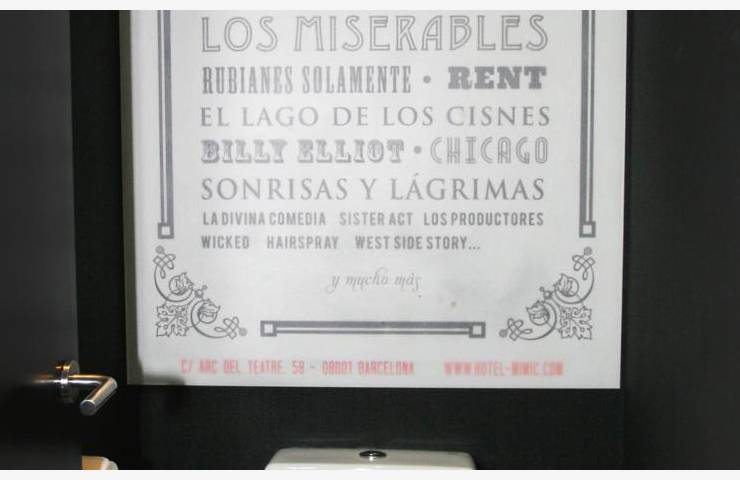 LOS MISERABLES
RUBIANES SOLAMENTE • RENT
EL LAGO DE LOS CISNES
BILLY ELLIOT • CHICAGO
SONRISAS Y LÁGRIMAS
LA DIVINA COMEDIA SISTER ACT LOS PRODUCTORES
WICKED HAIRSPRAY WEST SIDE STORY...
y mucho más
C/ ARC DEL TEATRE, 58 - 08001 BARCELONA WWW.HOTEL-MIMIC.COM